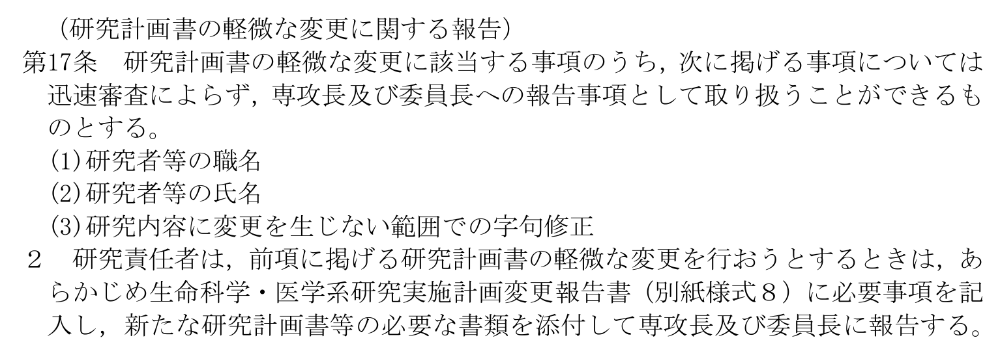 （研究計画書の軽微な変更に関する報告）
第17条　研究計画書の軽微な変更に該当する事項のうち，次に掲げる事項については
迅速審査によらず，専攻長及び委員長への報告事項として取り扱うことができるも
のとする。
(1)研究者等の職名
(2)研究者等の氏名
(3)研究内容に変更を生じない範囲での字句修正
２　研究責任者は，前項に掲げる研究計画書の軽微な変更を行おうとするときは，あ
らかじめ生命科学・医学系研究実施計画変更報告書（別紙様式８）に必要事項を記
入し，新たな研究計画書等の必要な書類を添付して専攻長及び委員長に報告する。